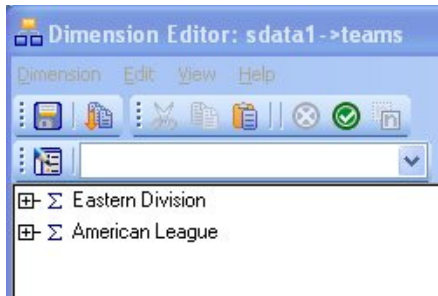 Dimension Editor: sdata1->teams
Dimension Edit View Help
n
Σ Eastern Division
Σ American League